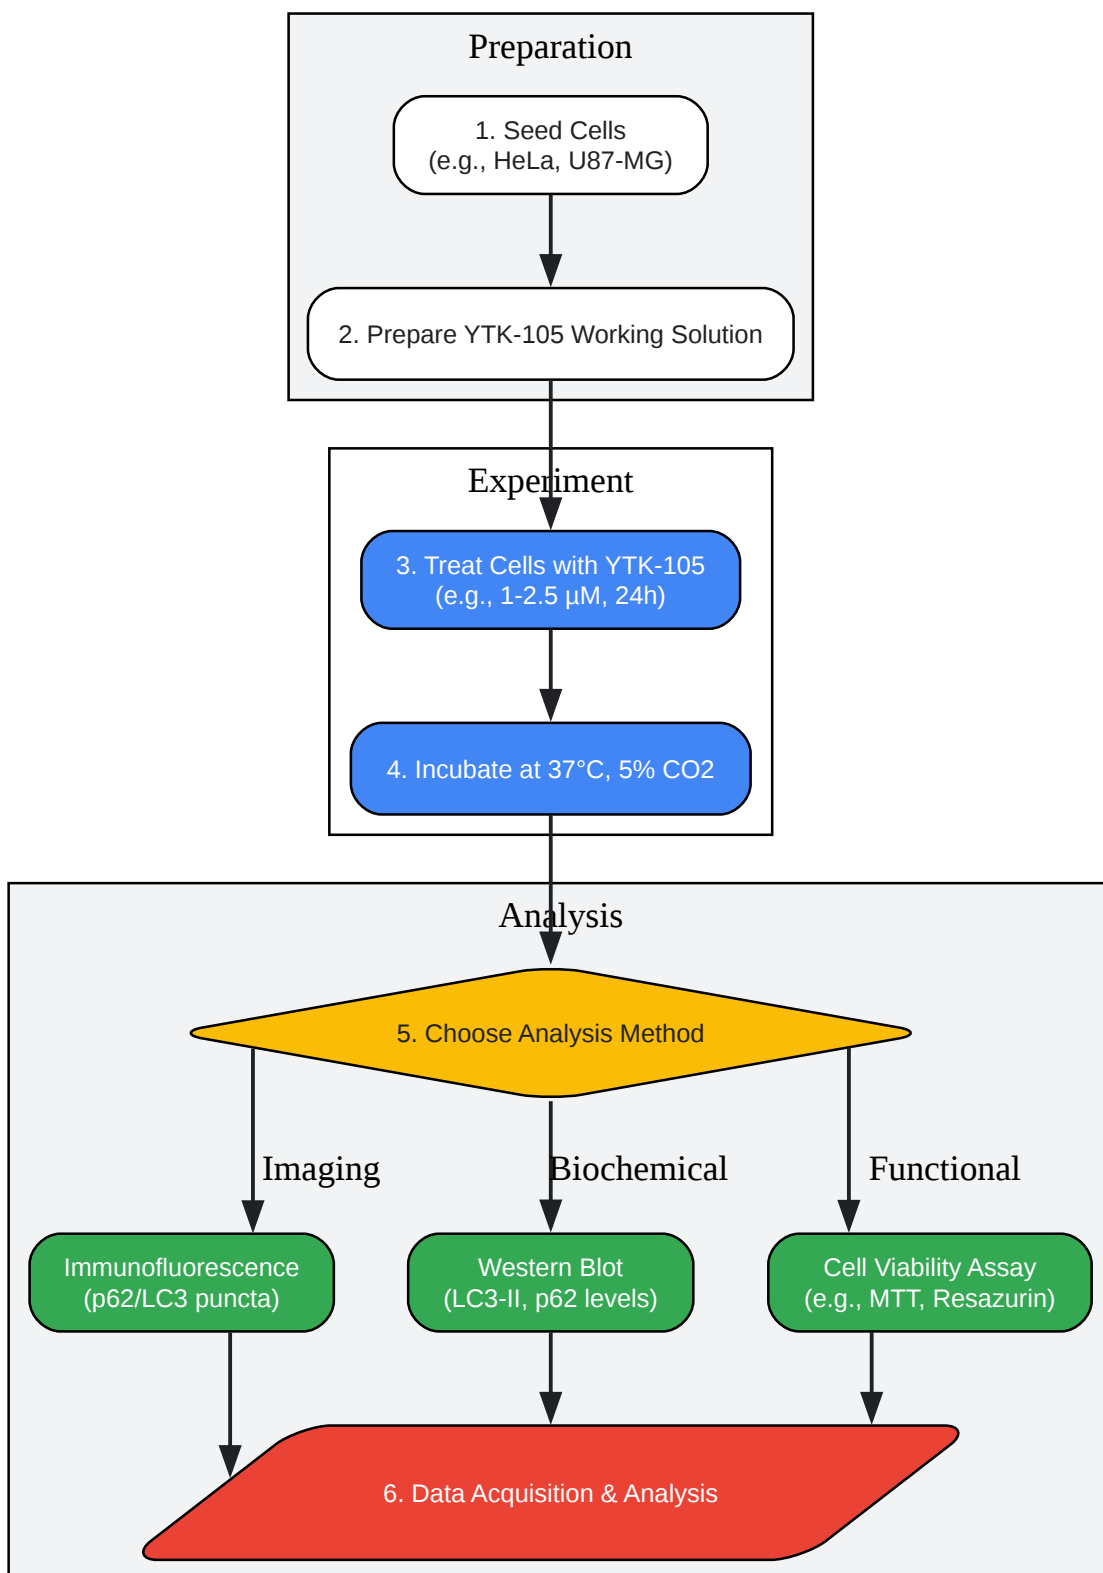 Preparation
1. Seed Cells
(e.g., HeLa, U87-MG)
2. Prepare YTK-105 Working Solution
Experiment
3. Treat Cells with YTK-105
(e.g., 1-2.5 µM, 24h)
4. Incubate at 37°C, 5% CO2
Analysis
5. Choose Analysis Method
Imaging
Biochemical
Functional
Immunofluorescence
(p62/LC3 puncta)
Western Blot
(LC3-II, p62 levels)
Cell Viability Assay
(e.g., MTT, Resazurin)
6. Data Acquisition & Analysis